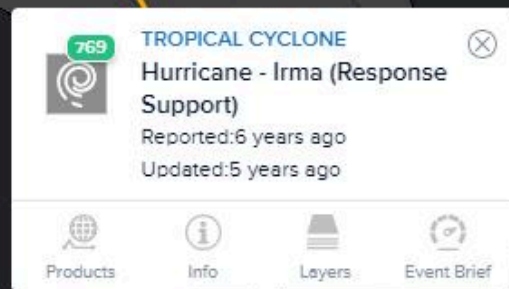 769
TROPICAL CYCLONE
Hurricane - Irma (Response
Support)
Reported:6 years ago
Updated:5 years ago
Products Info Layers Event Brief